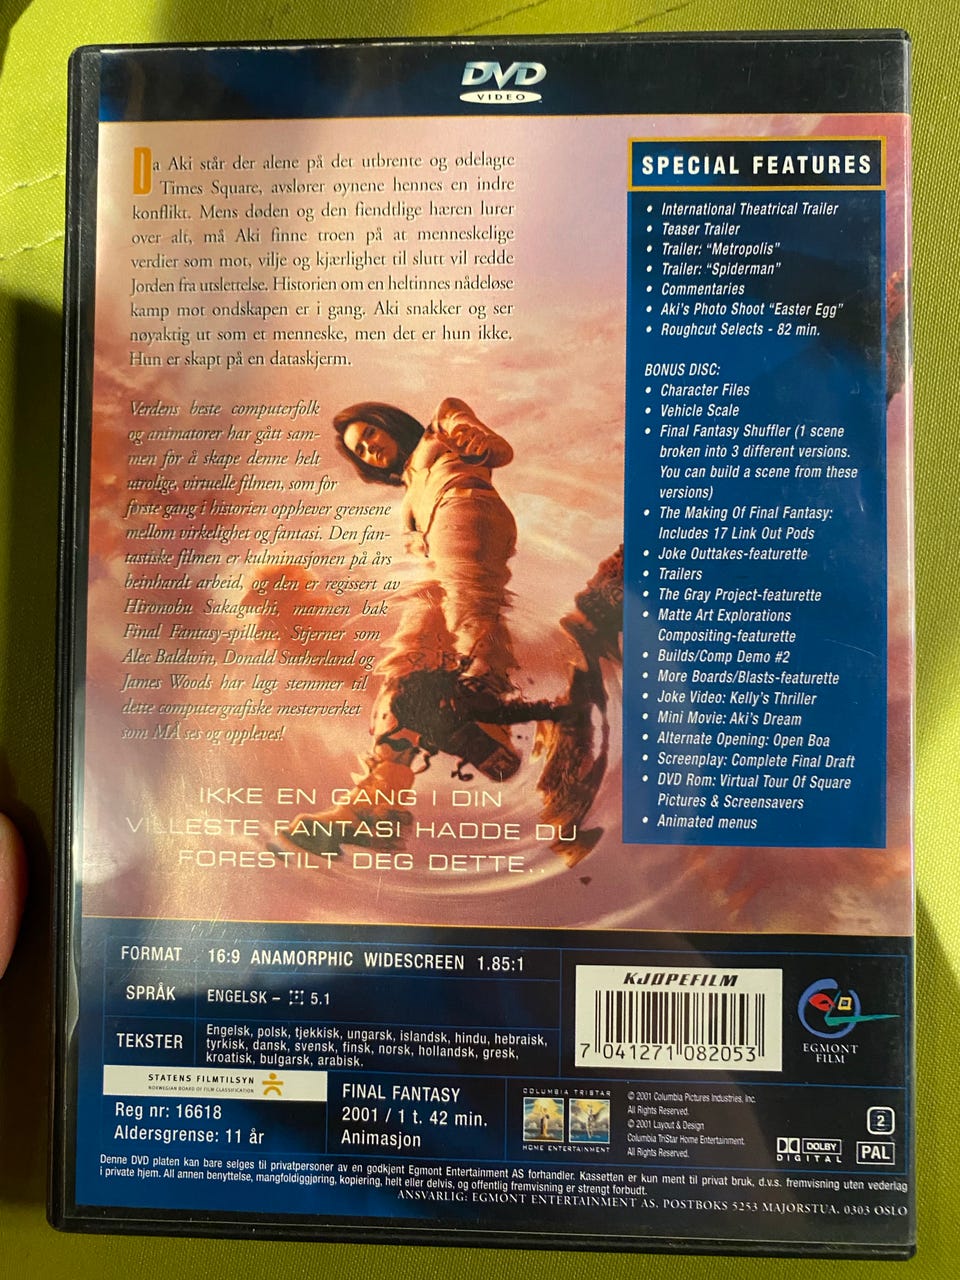 DVD
VIDEO
Da Aki står der alene på det utbrente og ødelagte
Times Square, avslører øynene hennes en indre
konflikt. Mens døden og den fiendtlige hæren lurer
over alt, må Aki finne troen på at menneskelige
verdier som mot, vilje og kjærlighet til slutt vil redde
Jorden fra utslettelse. Historien om en heltinnes nådeløse
kamp mot ondskapen er i gang. Aki snakker og ser
nøyaktig ut som et menneske, men det er hun ikke.
Hun er skapt på en dataskjerm.
Verdens beste computerfolk
og animatører har gått sam-
men for å skape denne helt
utrolige, virtuelle filmen, som for
første gang i historien opphever grensene
mellom virkelighet og fantasi. Den fan-
tastiske filmen er kulminasjonen på års
beinhardt arbeid, og den er regissert av
Hironobu Sakaguchi, mannen bak
Final Fantasy-spillene. Stjerner som
Alec Baldwin, Donald Sutherland og
James Woods har lagt stemmer til
dette computergrafiske mesterverket
som MÅ ses og oppleves!
IKKE EN GANG I DIN
VILLESTE FANTASI HADDE DU
FORESTILT DEG DETTE..
SPECIAL FEATURES
• International Theatrical Trailer
• Teaser Trailer
• Trailer: "Metropolis"
• Trailer: "Spiderman"
• Commentaries
• Aki's Photo Shoot "Easter Egg"
• Roughcut Selects - 82 min.
BONUS DISC:
• Character Files
• Vehicle Scale
• Final Fantasy Shuffler (1 scene
broken into 3 different versions.
You can build a scene from these
versions)
• The Making Of Final Fantasy:
Includes 17 Link Out Pods
• Joke Outtakes-featurette
• Trailers
• The Gray Project-featurette
• Matte Art Explorations
Compositing-featurette
• Builds/Comp Demo #2
• More Boards/Blasts-featurette
• Joke Video: Kelly's Thriller
• Mini Movie: Aki's Dream
• Alternate Opening: Open Boa
• Screenplay: Complete Final Draft
• DVD Rom: Virtual Tour Of Square
Pictures & Screensavers
• Animated menus
FORMAT 16:9 ANAMORPHIC WIDESCREEN 1.85:1
SPRÅK ENGELSK – 5.1
TEKSTER
Engelsk, polsk, tjekkisk, ungarsk, islandsk, hindu, hebraisk,
tyrkisk, dansk, svensk, finsk, norsk, hollandsk, gresk,
kroatisk, bulgarsk, arabisk.
KJØPEFILM
7 041271 082053
EGMONT
FILM
STATENS FILMTILSYN
NORWEGIAN BOARD OF FILM CLASSIFICATION
Reg nr: 16618
Aldersgrense: 11 år
FINAL FANTASY
2001 / 1 t. 42 min.
Animasjon
COLUMBIA TRISTAR
HOME ENTERTAINMENT
© 2001 Columbia Pictures Industries, Inc.
All Rights Reserved.
© 2001 Layout & Design
Columbia TriStar Home Entertainment.
All Rights Reserved.
2
DOLBY
DIGITAL
PAL
Denne DVD platen kan bare selges til privatpersoner av en godkjent Egmont Entertainment AS forhandler. Kassetten er kun ment til privat bruk, d.v.s. fremvisning uten vederlag
i private hjem. All annen benyttelse, mangfoldiggjøring, kopiering, helt eller delvis, og offentlig fremvisning er strengt forbudt.
ANSVARLIG: EGMONT ENTERTAINMENT AS. POSTBOKS 5253 MAJORSTUA. 0303 OSLO